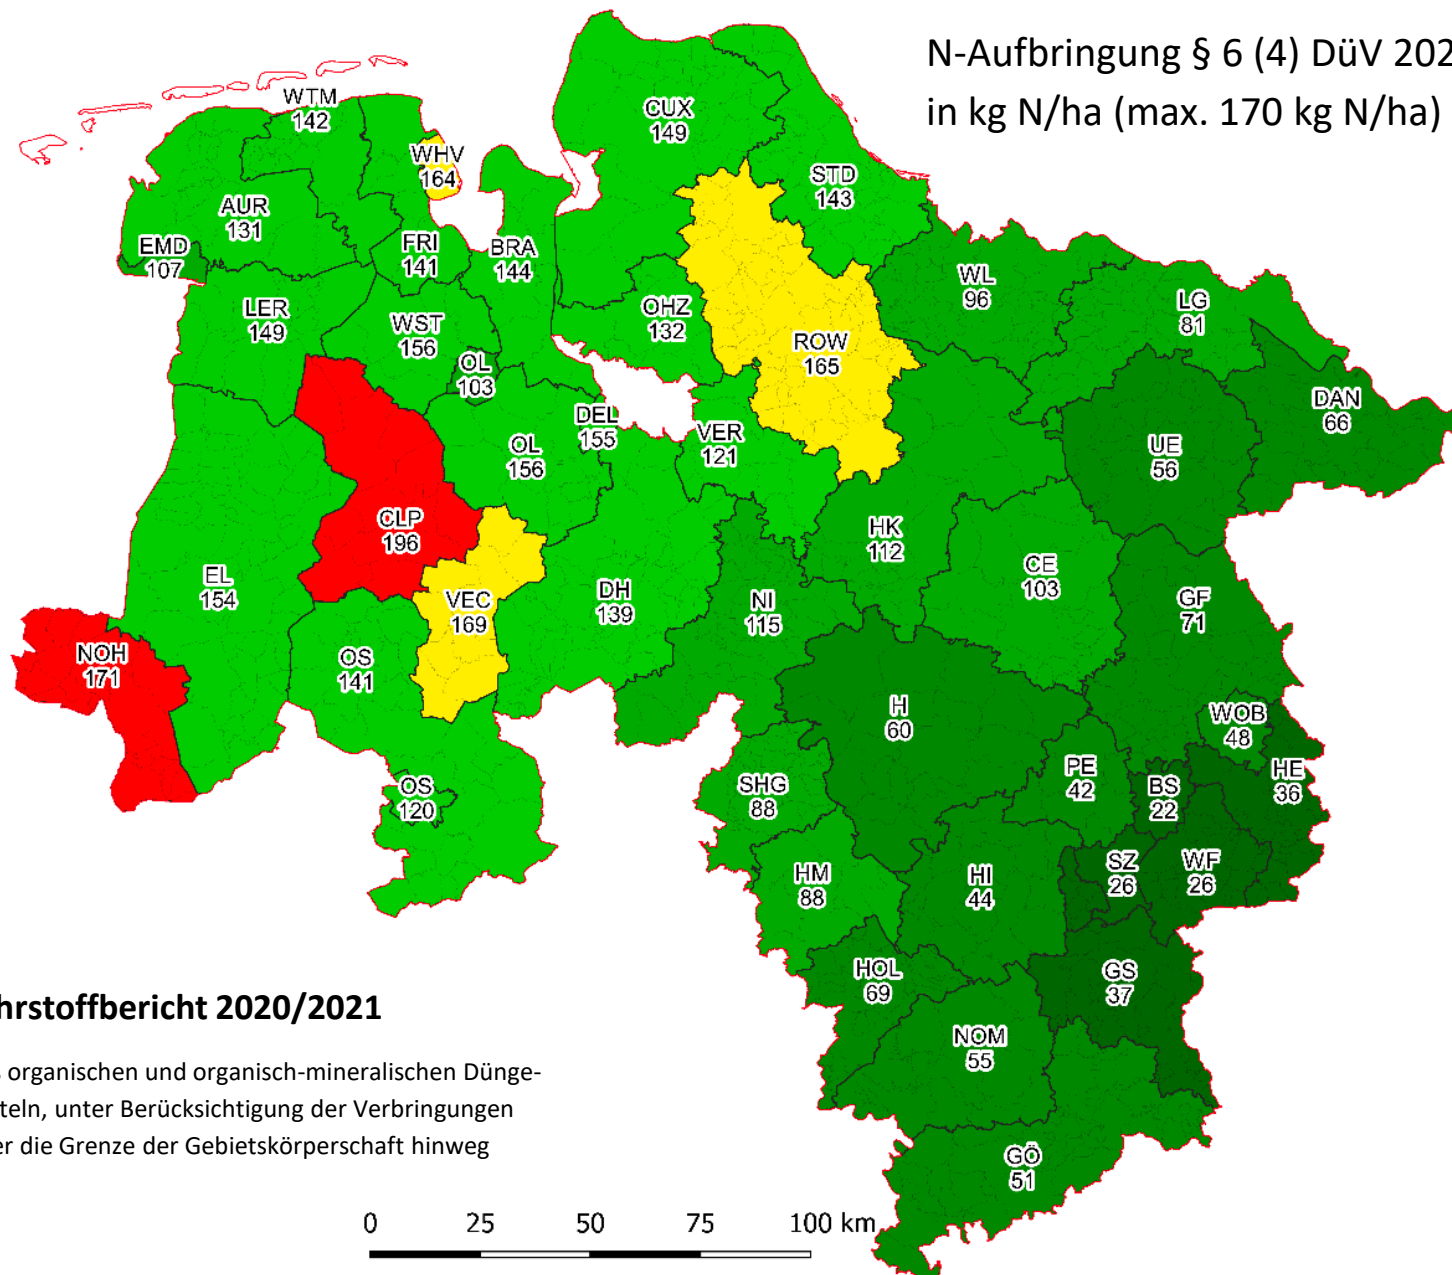 N-Aufbringung § 6 (4) DüV 202
in kg N/ha (max. 170 kg N/ha)
WTM
142
CUX
149
WHV
164
STD
143
AUR
131
EMD
107
FRI
141
BRA
144
WL
96
LG
81
LER
149
WST
156
OHZ
132
ROW
165
OL
103
DAN
66
DEL
155
VER
121
OL
156
UE
56
CLP
196
HK
112
CE
103
EL
154
VEC
169
DH
139
NI
115
GF
71
NOH
171
OS
141
H
60
WOB
48
PE
42
BS
22
HE
36
OS
120
SHG
88
HM
88
HI
44
SZ
26
WF
26
HOL
69
GS
37
NOM
55
GÖ
51
hrstoffbericht 2020/2021
s organischen und organisch-mineralischen Dünge-
teln, unter Berücksichtigung der Verbringungen
er die Grenze der Gebietskörperschaft hinweg
0 25 50 75 100 km